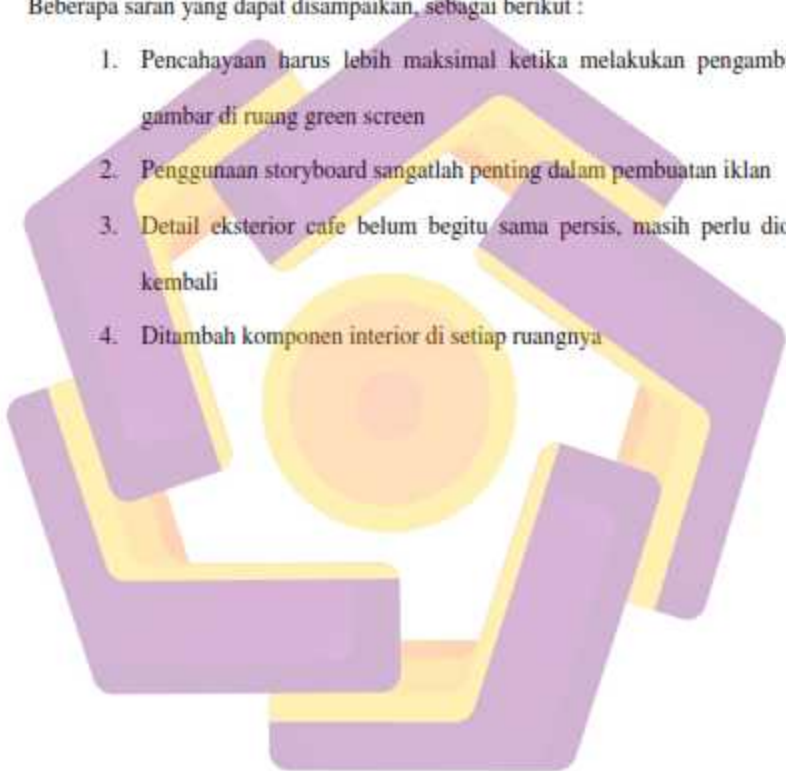 Beberapa saran yang dapat disampaikan, sebagai berikut :
1. Pencahayaan harus lebih maksimal ketika melakukan
gambar di ruang green screen
2. Penggunaan storyboard sangatlah penting dalam pembuatan iklan
3. Detail eksterior cafe belum begitu sama persis, masih perlu
kembali
4. Ditambah komponen interior di setiap ruangnya